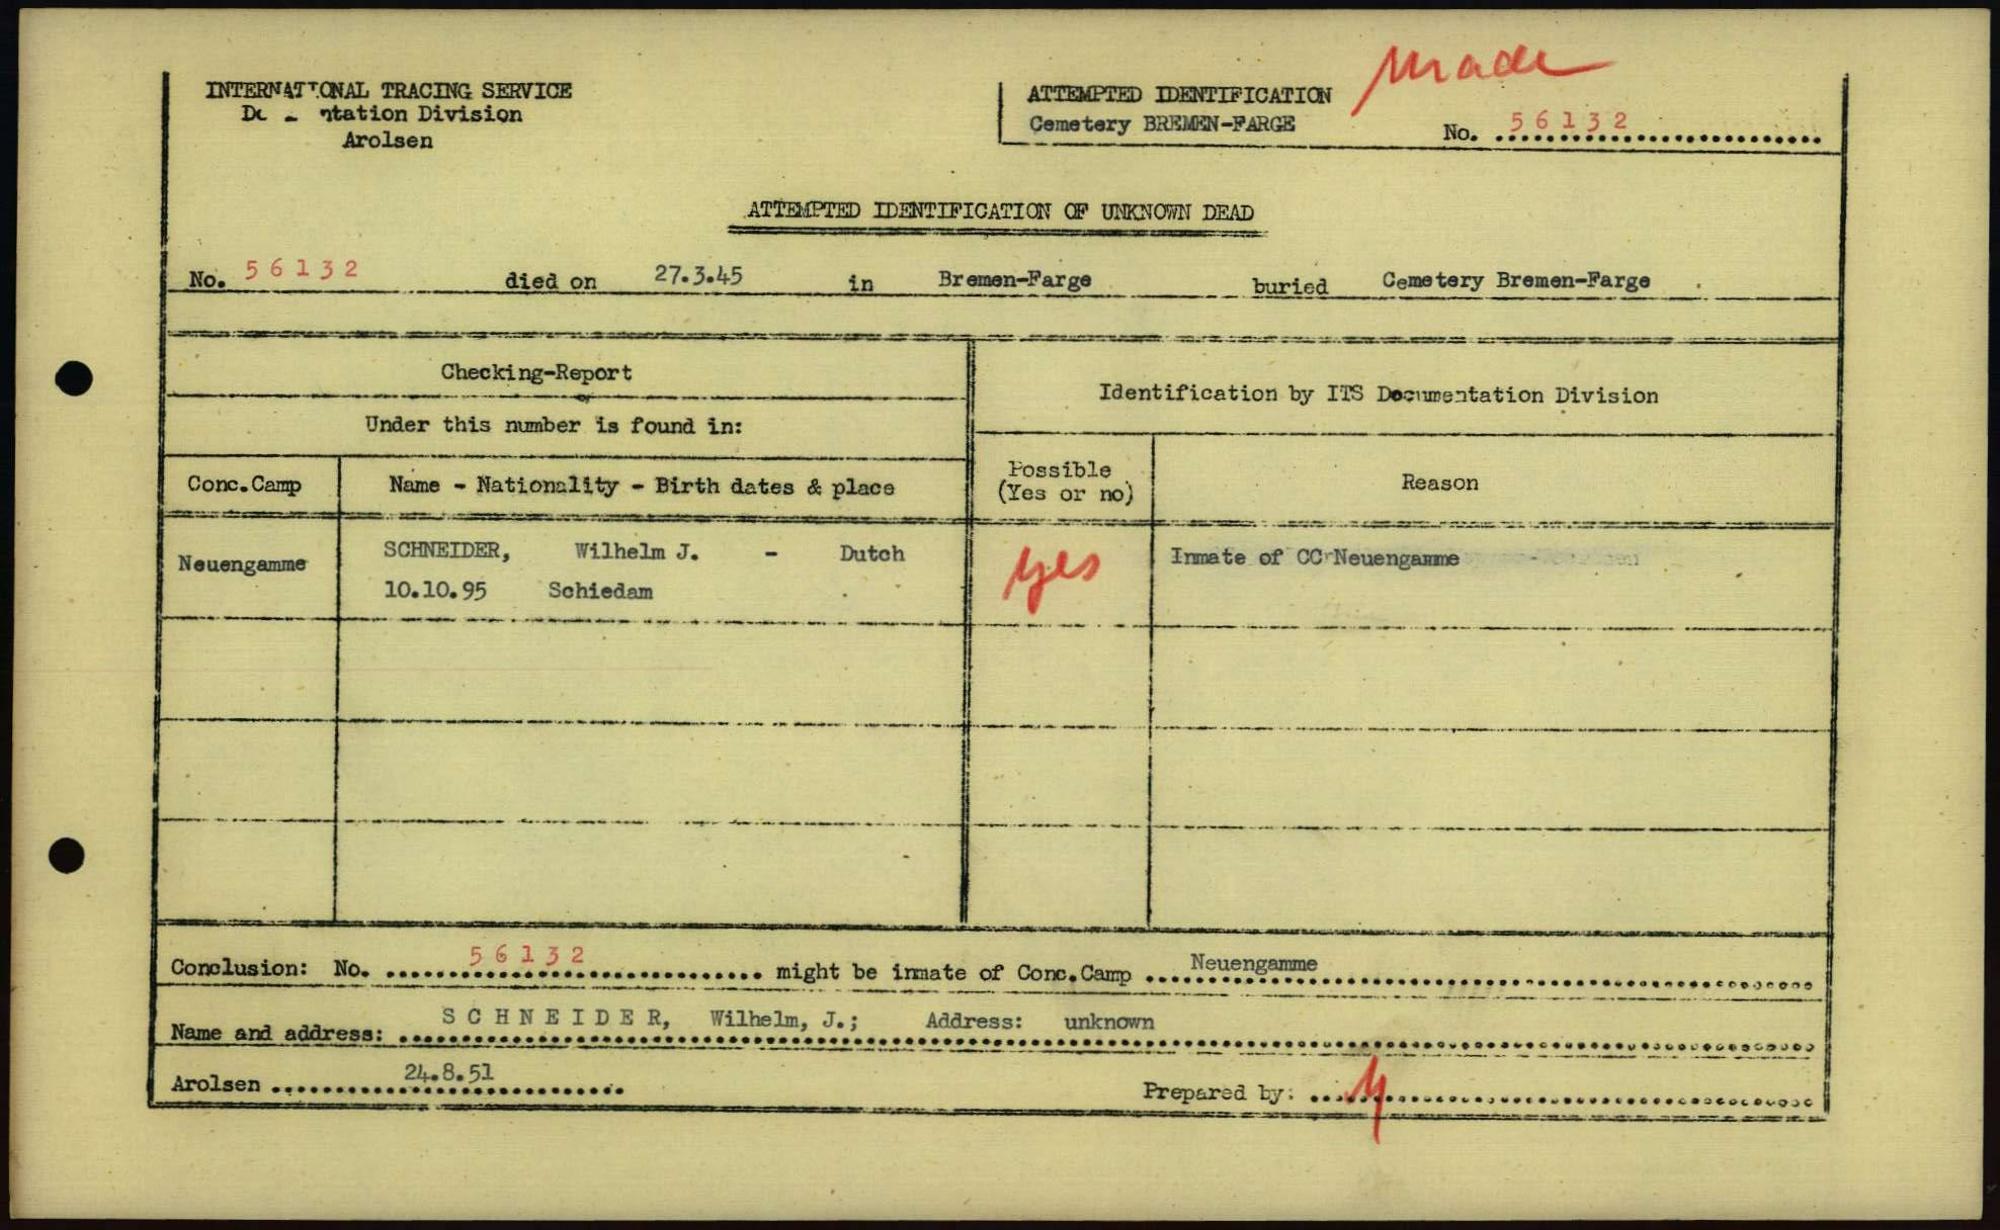 made
INTERNATIONAL TRACING SERVICE
ntation Division
Arolsen
ATTEMPTED IDENTIFICATION
Cemetery BREMEN-FARGE
No. 56132
ATTEMPTED IDENTIFICATION OF UNKNOWN DEAD
No. 56132 died on 27.3.45 in Bremen-Farge buried Cemetery Bremen-Farge
Checking-Report
Under this number is found in:
Identification by ITS Documentation Division
Conc.Camp
Name - Nationality - Birth dates & place
Possible
(Yes or no)
Reason
Neuengamme
SCHNEIDER, Wilhelm J. - Dutch
10.10.95 Schiedam
yes
Inmate of CC Neuengamme
Conclusion: No. 56132 might be inmate of Conc.Camp Neuengamme
Name and address: SCHNEIDER, Wilhelm, J.; Address: unknown
Arolsen 24.8.51
Prepared by: